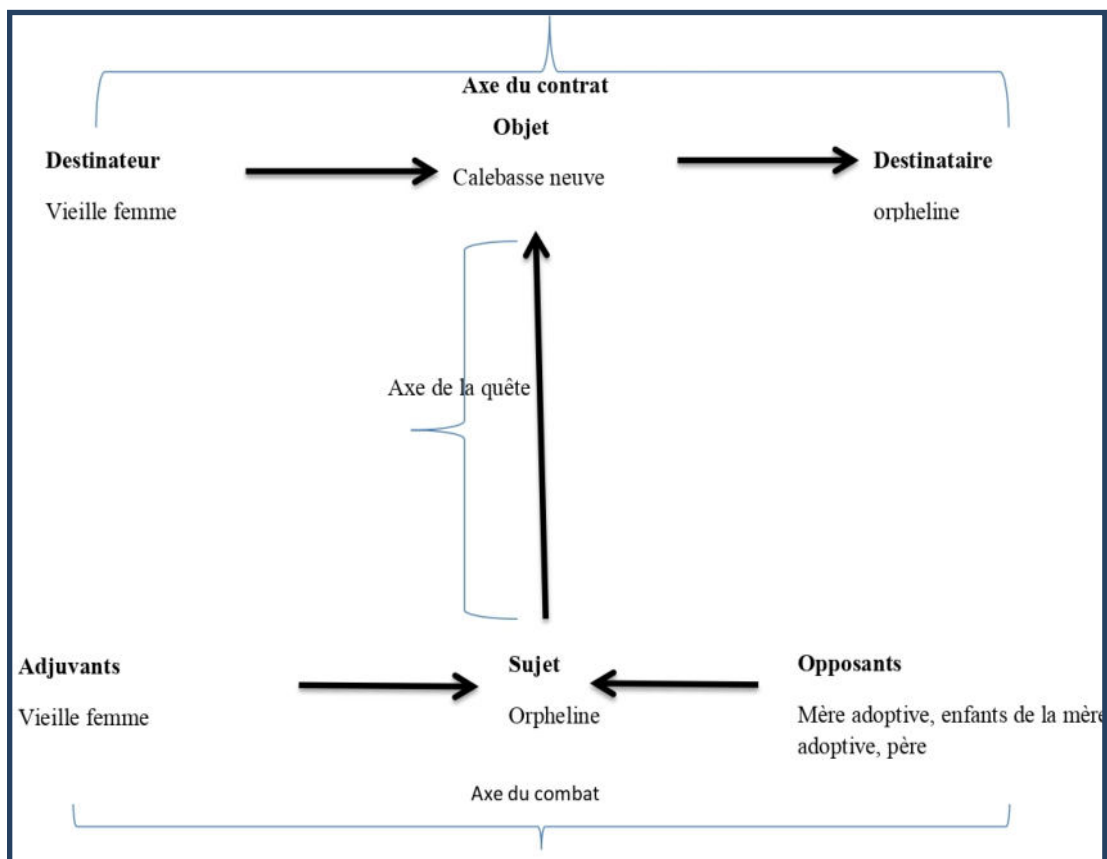 Axe du contrat
Objet
Destinateur
Destinataire
Calebasse neuve
Vieille femme
orpheline
Axe de la quête
Adjuvants
Sujet
Opposants
Vieille femme
Orpheline
Mère adoptive, enfants de la mère
adoptive, père
Axe du combat